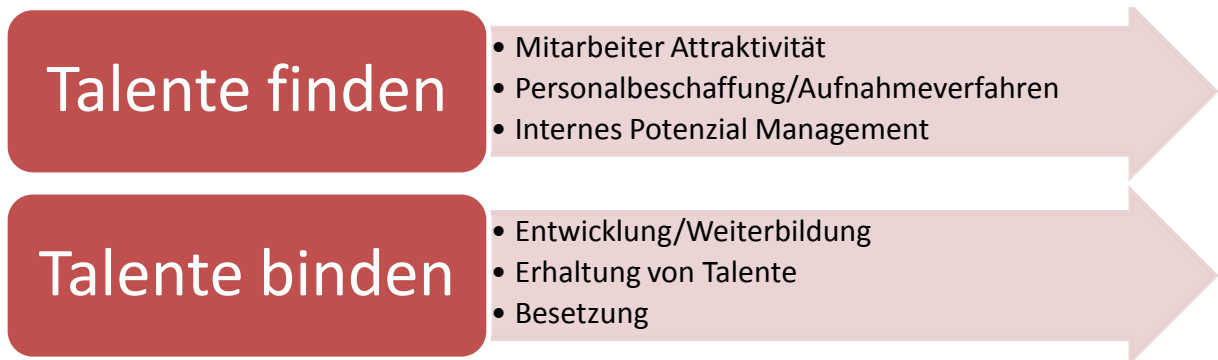 Talente finden
• Mitarbeiter Attraktivität
• Personalbeschaffung/Aufnahmeverfahren
• Internes Potenzial Management
Talente binden
• Entwicklung/Weiterbildung
• Erhaltung von Talente
• Besetzung